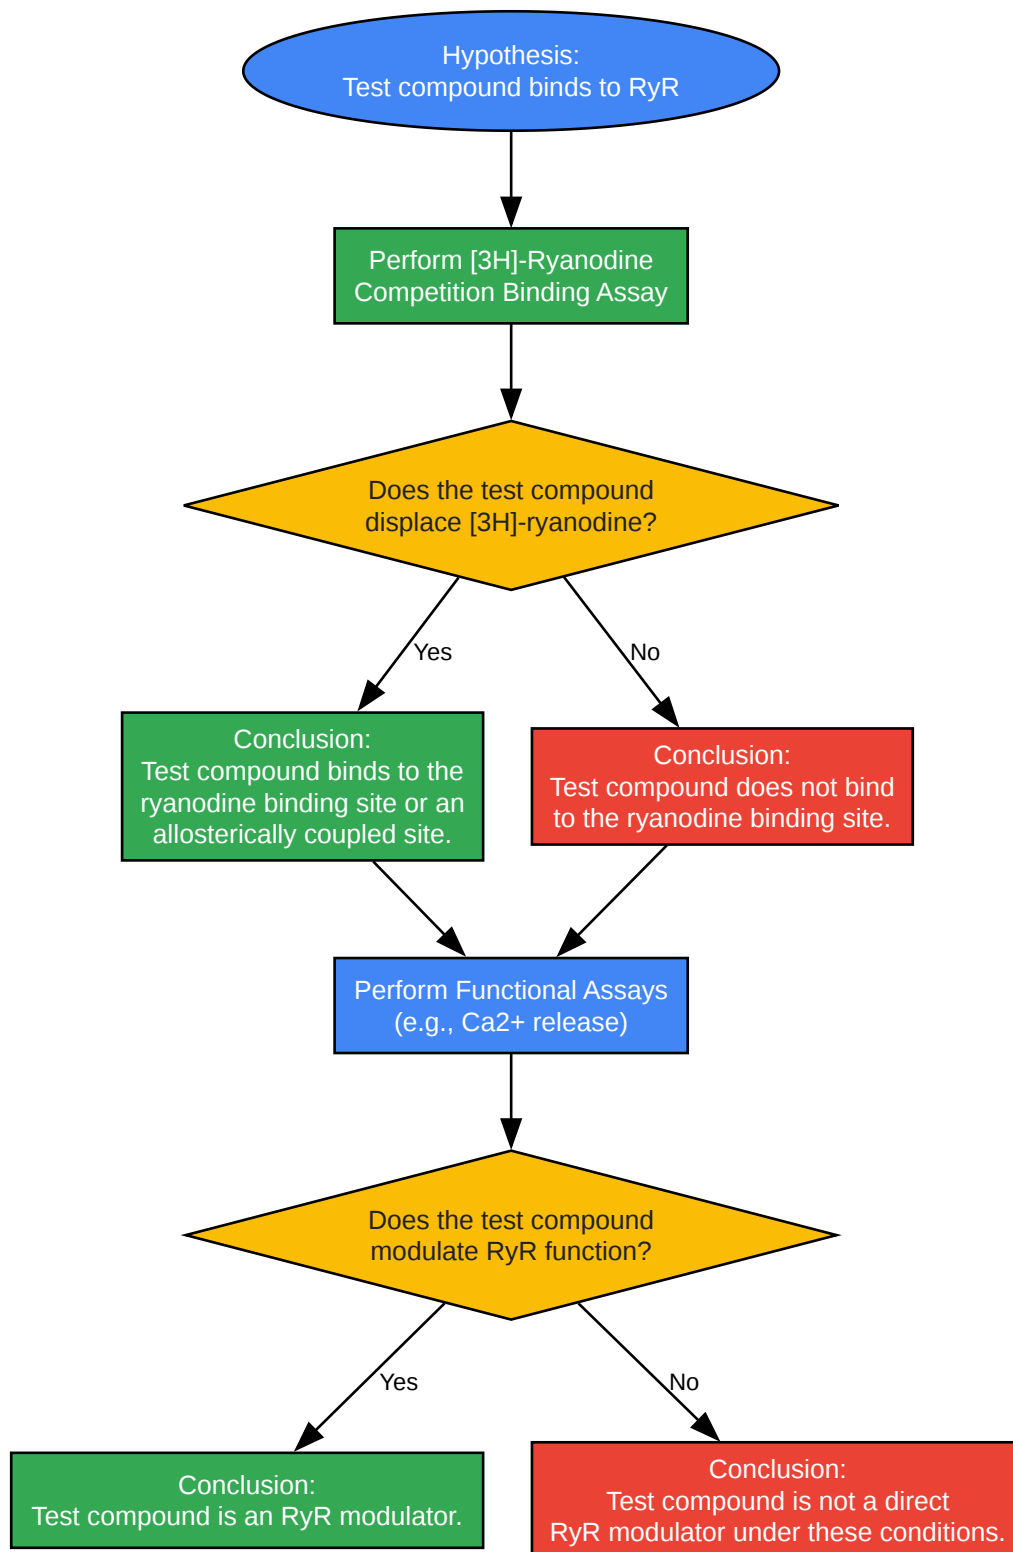 Hypothesis:
Test compound binds to RyR
Perform [3H]-Ryanodine
Competition Binding Assay
Does the test compound
displace [3H]-ryanodine?
Yes
No
Conclusion:
Test compound binds to the
ryanodine binding site or an
allosterically coupled site.
Conclusion:
Test compound does not bind
to the ryanodine binding site.
Perform Functional Assays
(e.g., Ca2+ release)
Does the test compound
modulate RyR function?
Yes
No
Conclusion:
Test compound is an RyR modulator.
Conclusion:
Test compound is not a direct
RyR modulator under these conditions.